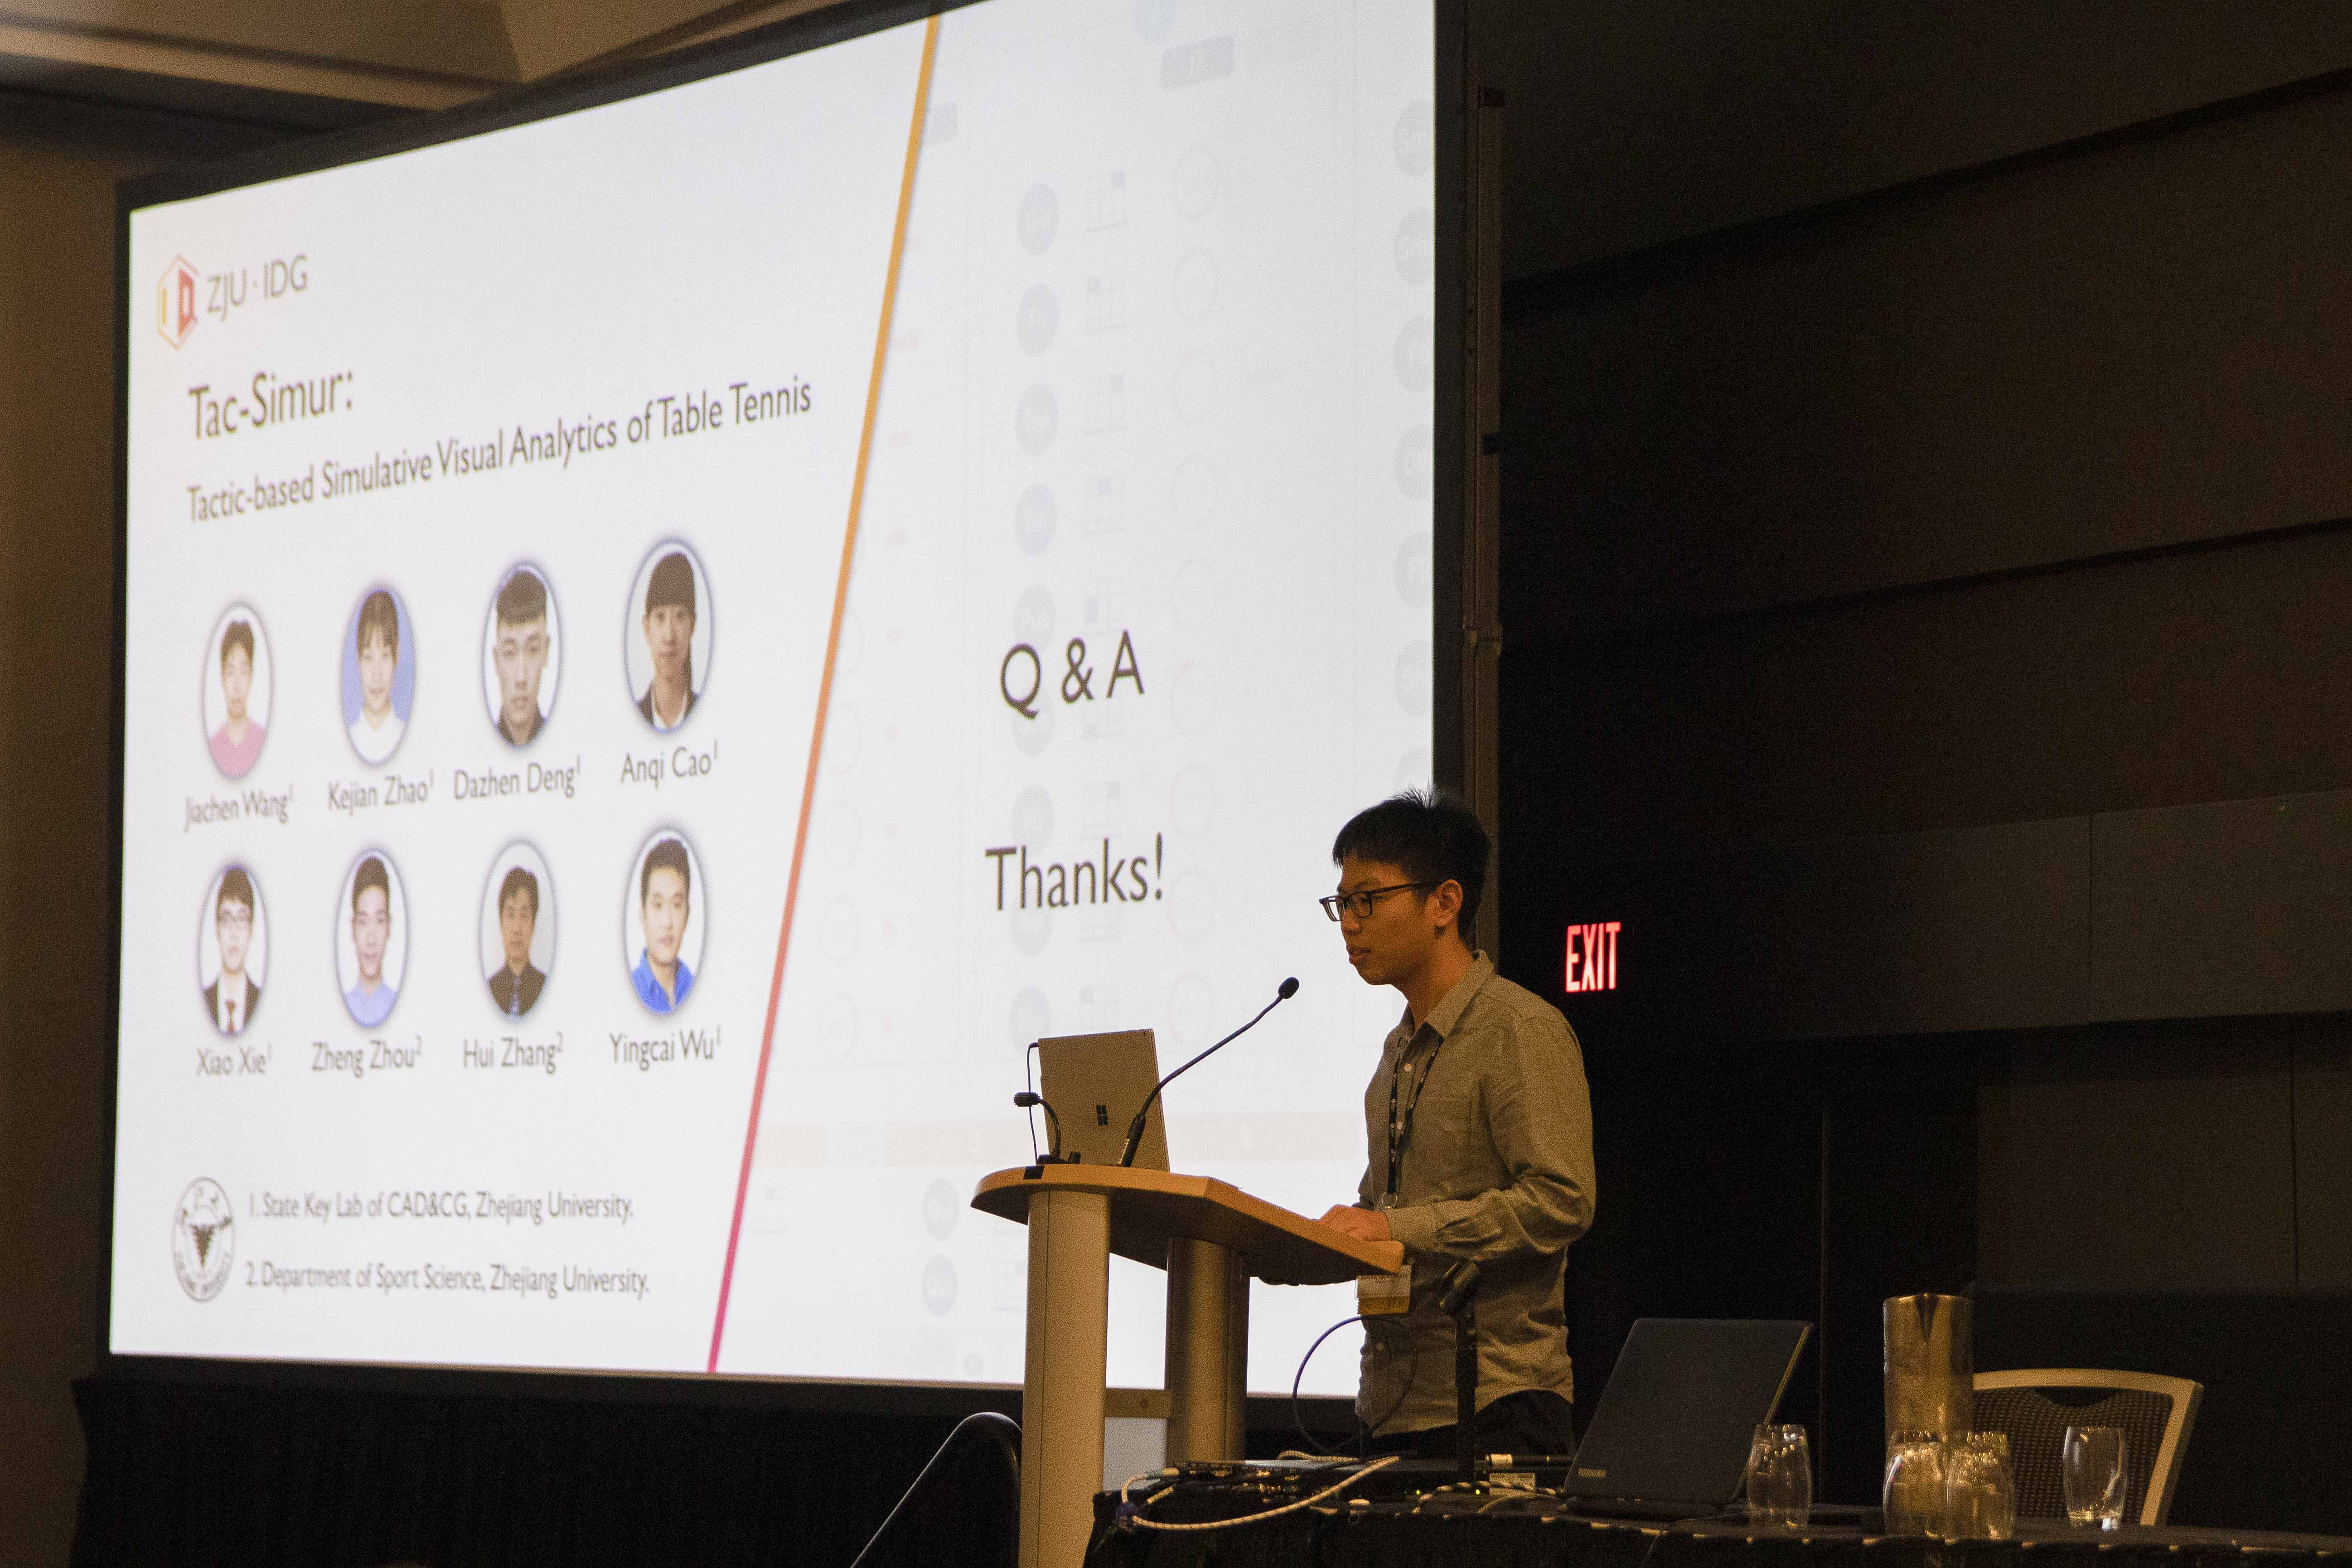 ZJU · IDG
Tac-Simur:
Tactic-based Simulative Visual Analytics of Table Tennis
Jiachen Wang¹
Kejian Zhao¹
Dazhen Deng¹
Anqi Cao¹
Xiao Xie¹
Zheng Zhou²
Hui Zhang²
Yingcai Wu¹
1. State Key Lab of CAD&CG, Zhejiang University.
2. Department of Sport Science, Zhejiang University.
Q & A
Thanks!
EXIT
TOSHIBA